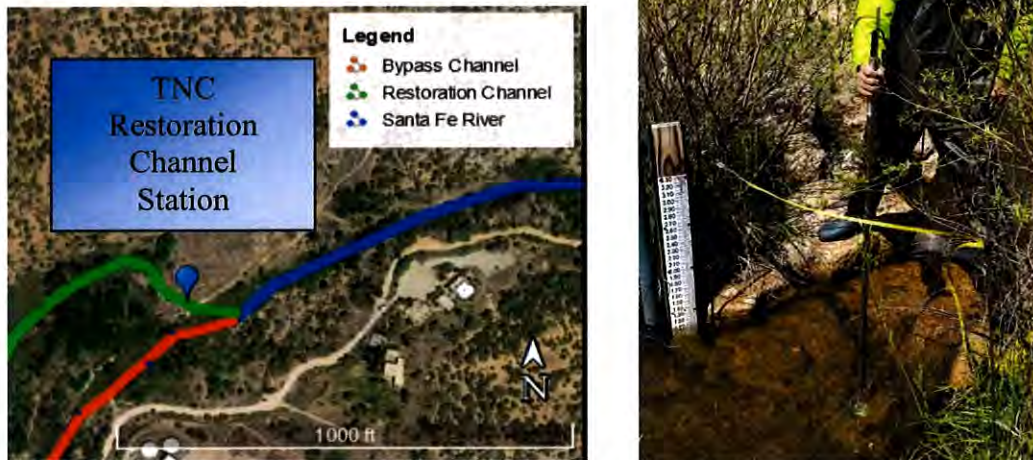 TNC
Restoration
Channel
Station
Legend
Bypass Channel
Restoration Channel
Santa Fe River
N
1000 ft